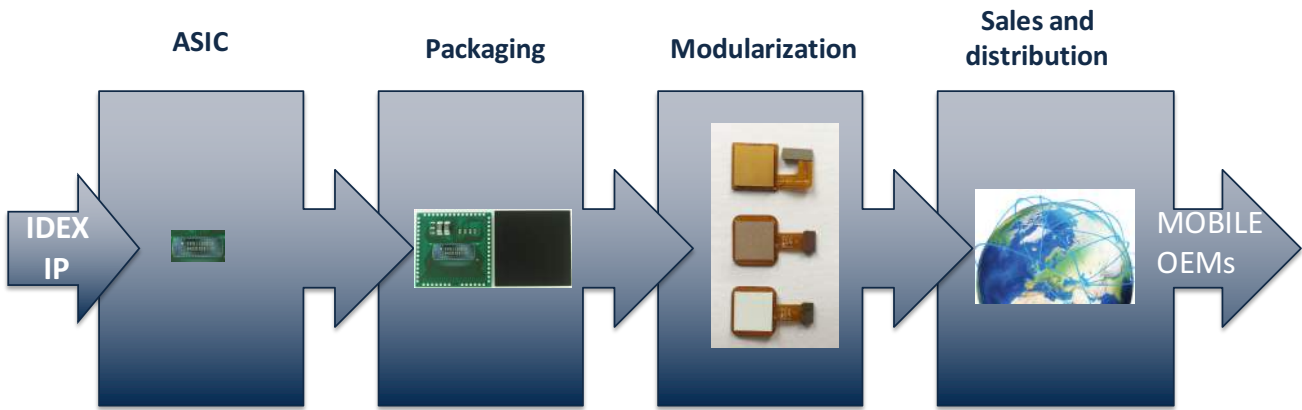 ASIC
Packaging
Modularization
Sales and
distribution
IDEX
IP
MOBILE
OEMs